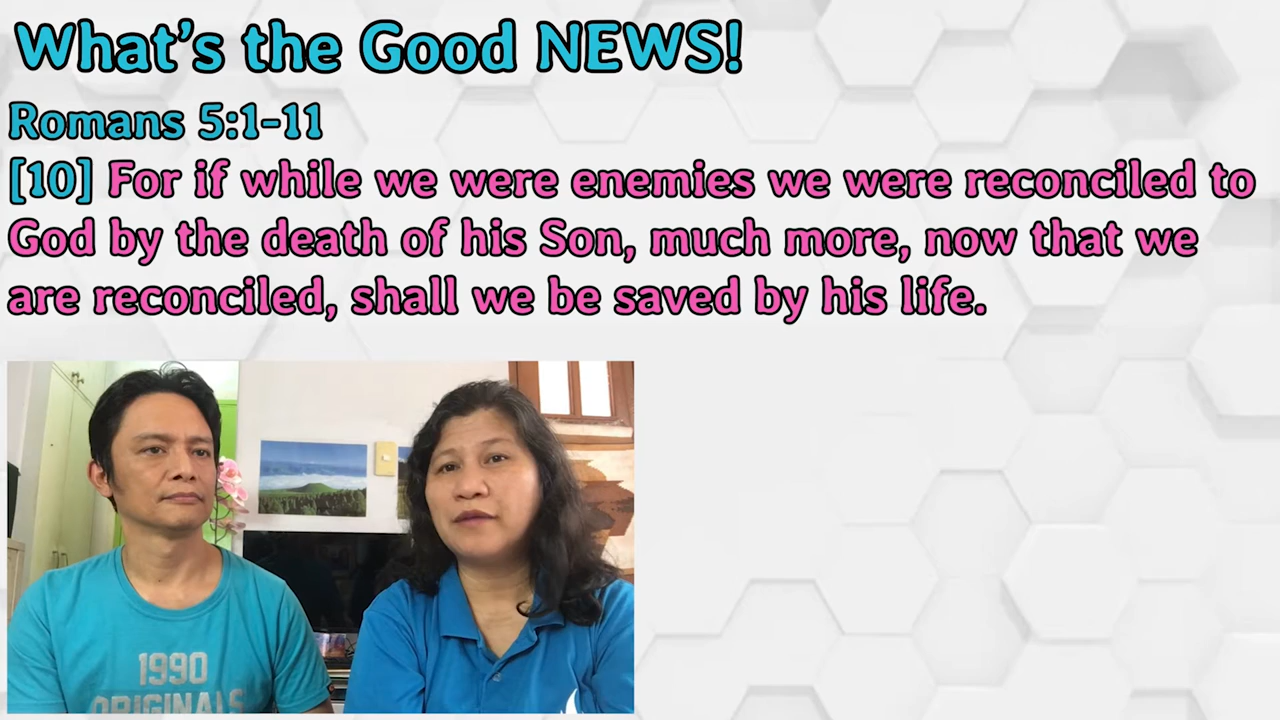 What's the Good NEWS!
Romans 5:1-11
[10] For if while we were enemies we were reconciled to
God by the death of his Son, much more, now that we
are reconciled, shall we be saved by his life.
1990
ORIGINALS